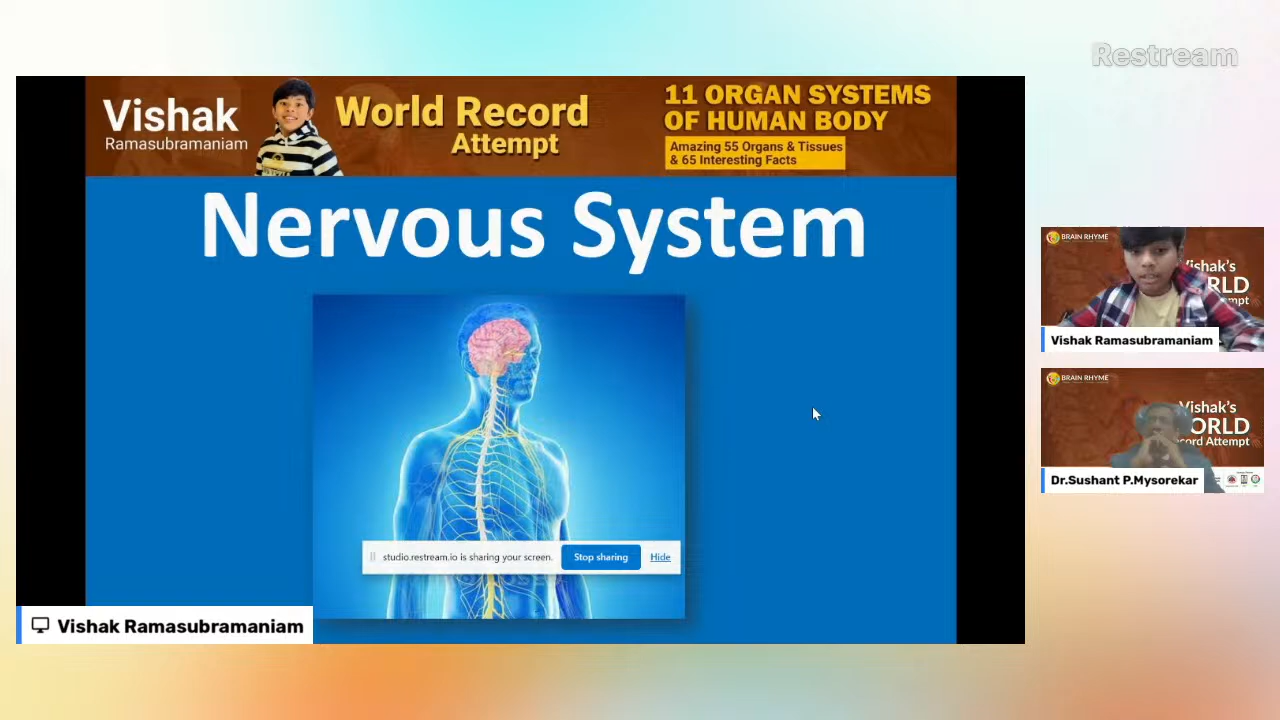 Restream
Vishak
Ramasubramaniam
World Record
Attempt
11 ORGAN SYSTEMS
OF HUMAN BODY
Amazing 55 Organs & Tissues
& 65 Interesting Facts
Nervous System
studio.restream.io is sharing your screen.
Stop sharing
Hide
Vishak Ramasubramaniam
BRAIN RHYME
Vishak's
Vishak Ramasubramaniam
BRAIN RHYME
Vishak's
Dr.Sushant P.Mysorekar